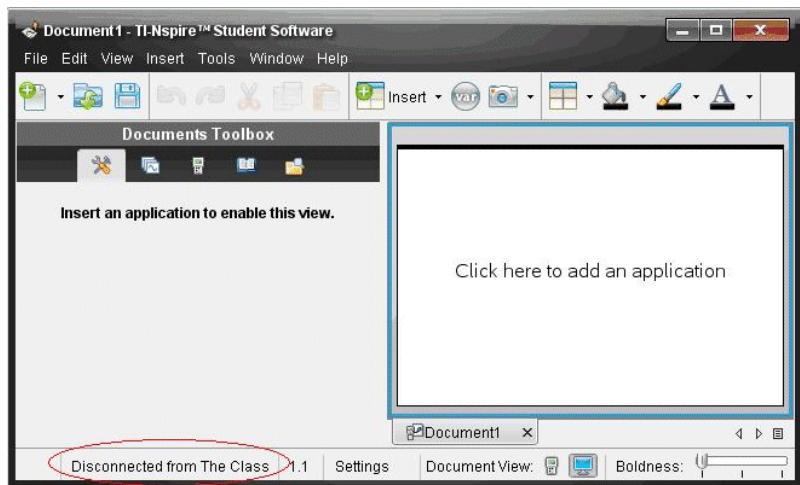 Document1 - TI-Nspire™ Student Software
File Edit View Insert Tools Window Help
Insert var A
Documents Toolbox
Insert an application to enable this view.
Click here to add an application
Document1 X
Disconnected from The Class 1.1 Settings Document View: Boldness: